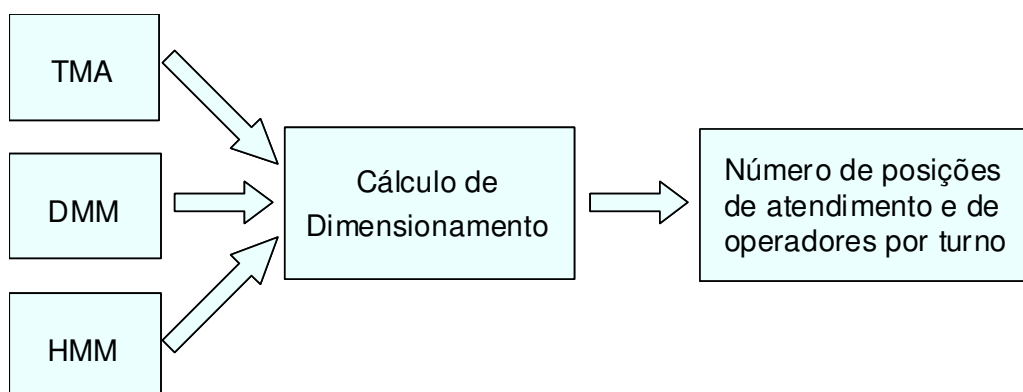 TMA
DMM
HMM
Cálculo de
Dimensionamento
Número de posições
de atendimento e de
operadores por turno